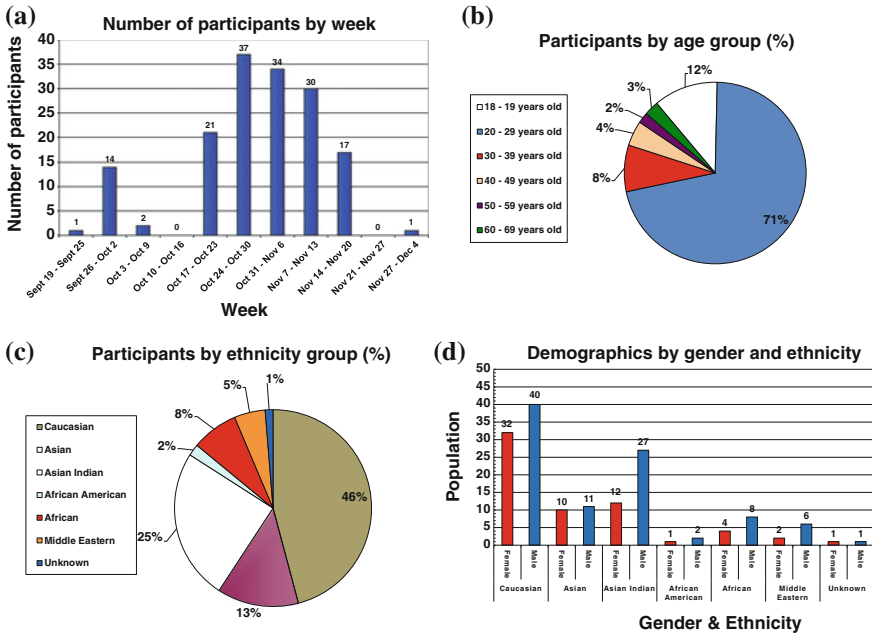 (a)
Number of participants by week
Number of participants
40
35
30
25
20
15
10
5
0
1
14
2
0
21
37
34
30
17
0
1
Sept 19 - Sept 25
Sept 26 - Oct 2
Oct 3 - Oct 9
Oct 10 - Oct 16
Oct 17 - Oct 23
Oct 24 - Oct 30
Oct 31 - Nov 6
Nov 7 - Nov 13
Nov 14 - Nov 20
Nov 21 - Nov 27
Nov 27 - Dec 4
Week
(b)
Participants by age group (%)
18 - 19 years old
20 - 29 years old
30 - 39 years old
40 - 49 years old
50 - 59 years old
60 - 69 years old
12%
3%
2%
4%
8%
71%
(c)
Participants by ethnicity group (%)
Caucasian
Asian
Asian Indian
African American
African
Middle Eastern
Unknown
1%
5%
8%
2%
46%
25%
13%
(d)
Demographics by gender and ethnicity
Population
50
45
40
35
30
25
20
15
10
5
0
32
40
10
11
12
27
1
2
4
8
2
6
1
1
Female
Male
Female
Male
Female
Male
Female
Male
Female
Male
Female
Male
Female
Male
Caucasian
Asian
Asian Indian
African
American
African
Middle
Eastern
Unknown
Gender & Ethnicity